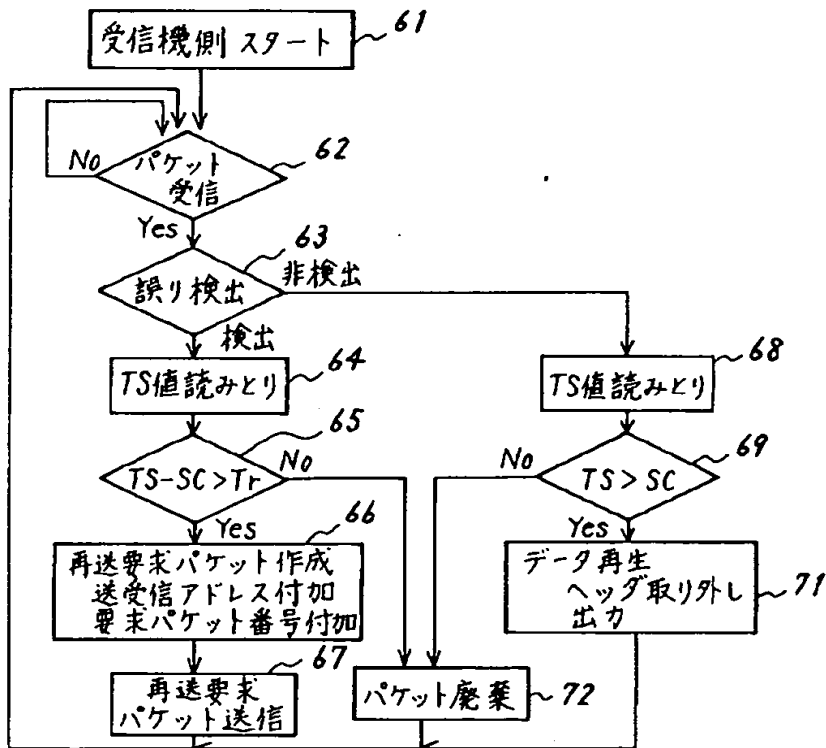 受信機側 スタート
61
パケット
受信
62
No
Yes
誤り検出
63
非検出
検出
TS値読みとり
64
TS値読みとり
68
TS-SC>Tr
65
No
Yes
TS>SC
69
No
Yes
再送要求パケット作成
送受信アドレス付加
要求パケット番号付加
66
データ再生
ヘッダ取り外し
出力
71
再送要求
パケット送信
67
パケット廃棄
72